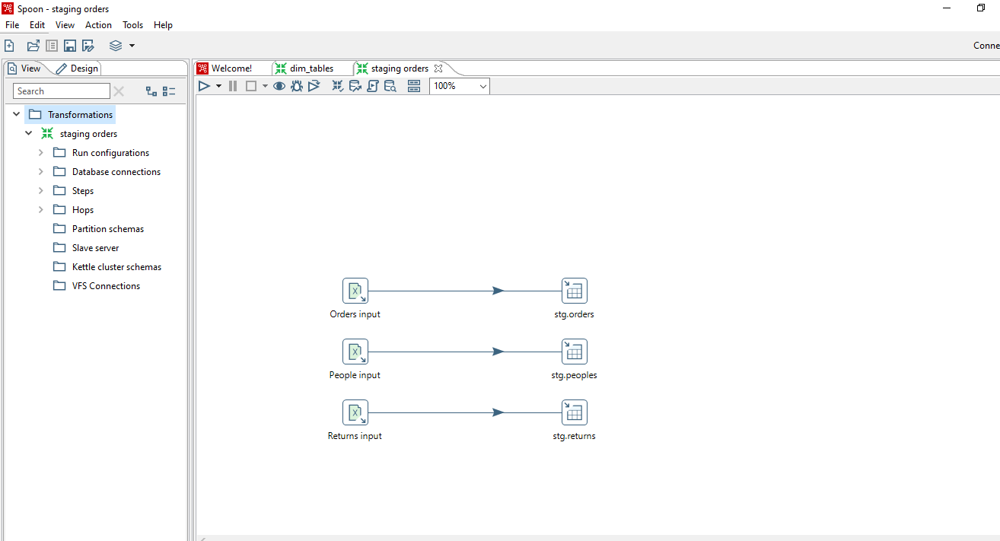 Spoon - staging orders
File Edit View Action Tools Help
Conne
View Design
Welcome! dim_tables staging orders
Search
100%
Transformations
staging orders
Run configurations
Database connections
Steps
Hops
Partition schemas
Slave server
Kettle cluster schemas
VFS Connections
Orders input stg.orders
People input stg.peoples
Returns input stg.returns